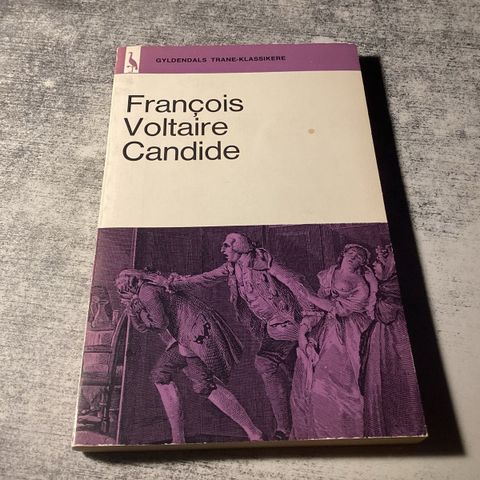 GYLDENDALS TRANE-KLASSIKERE
François
Voltaire
Candide